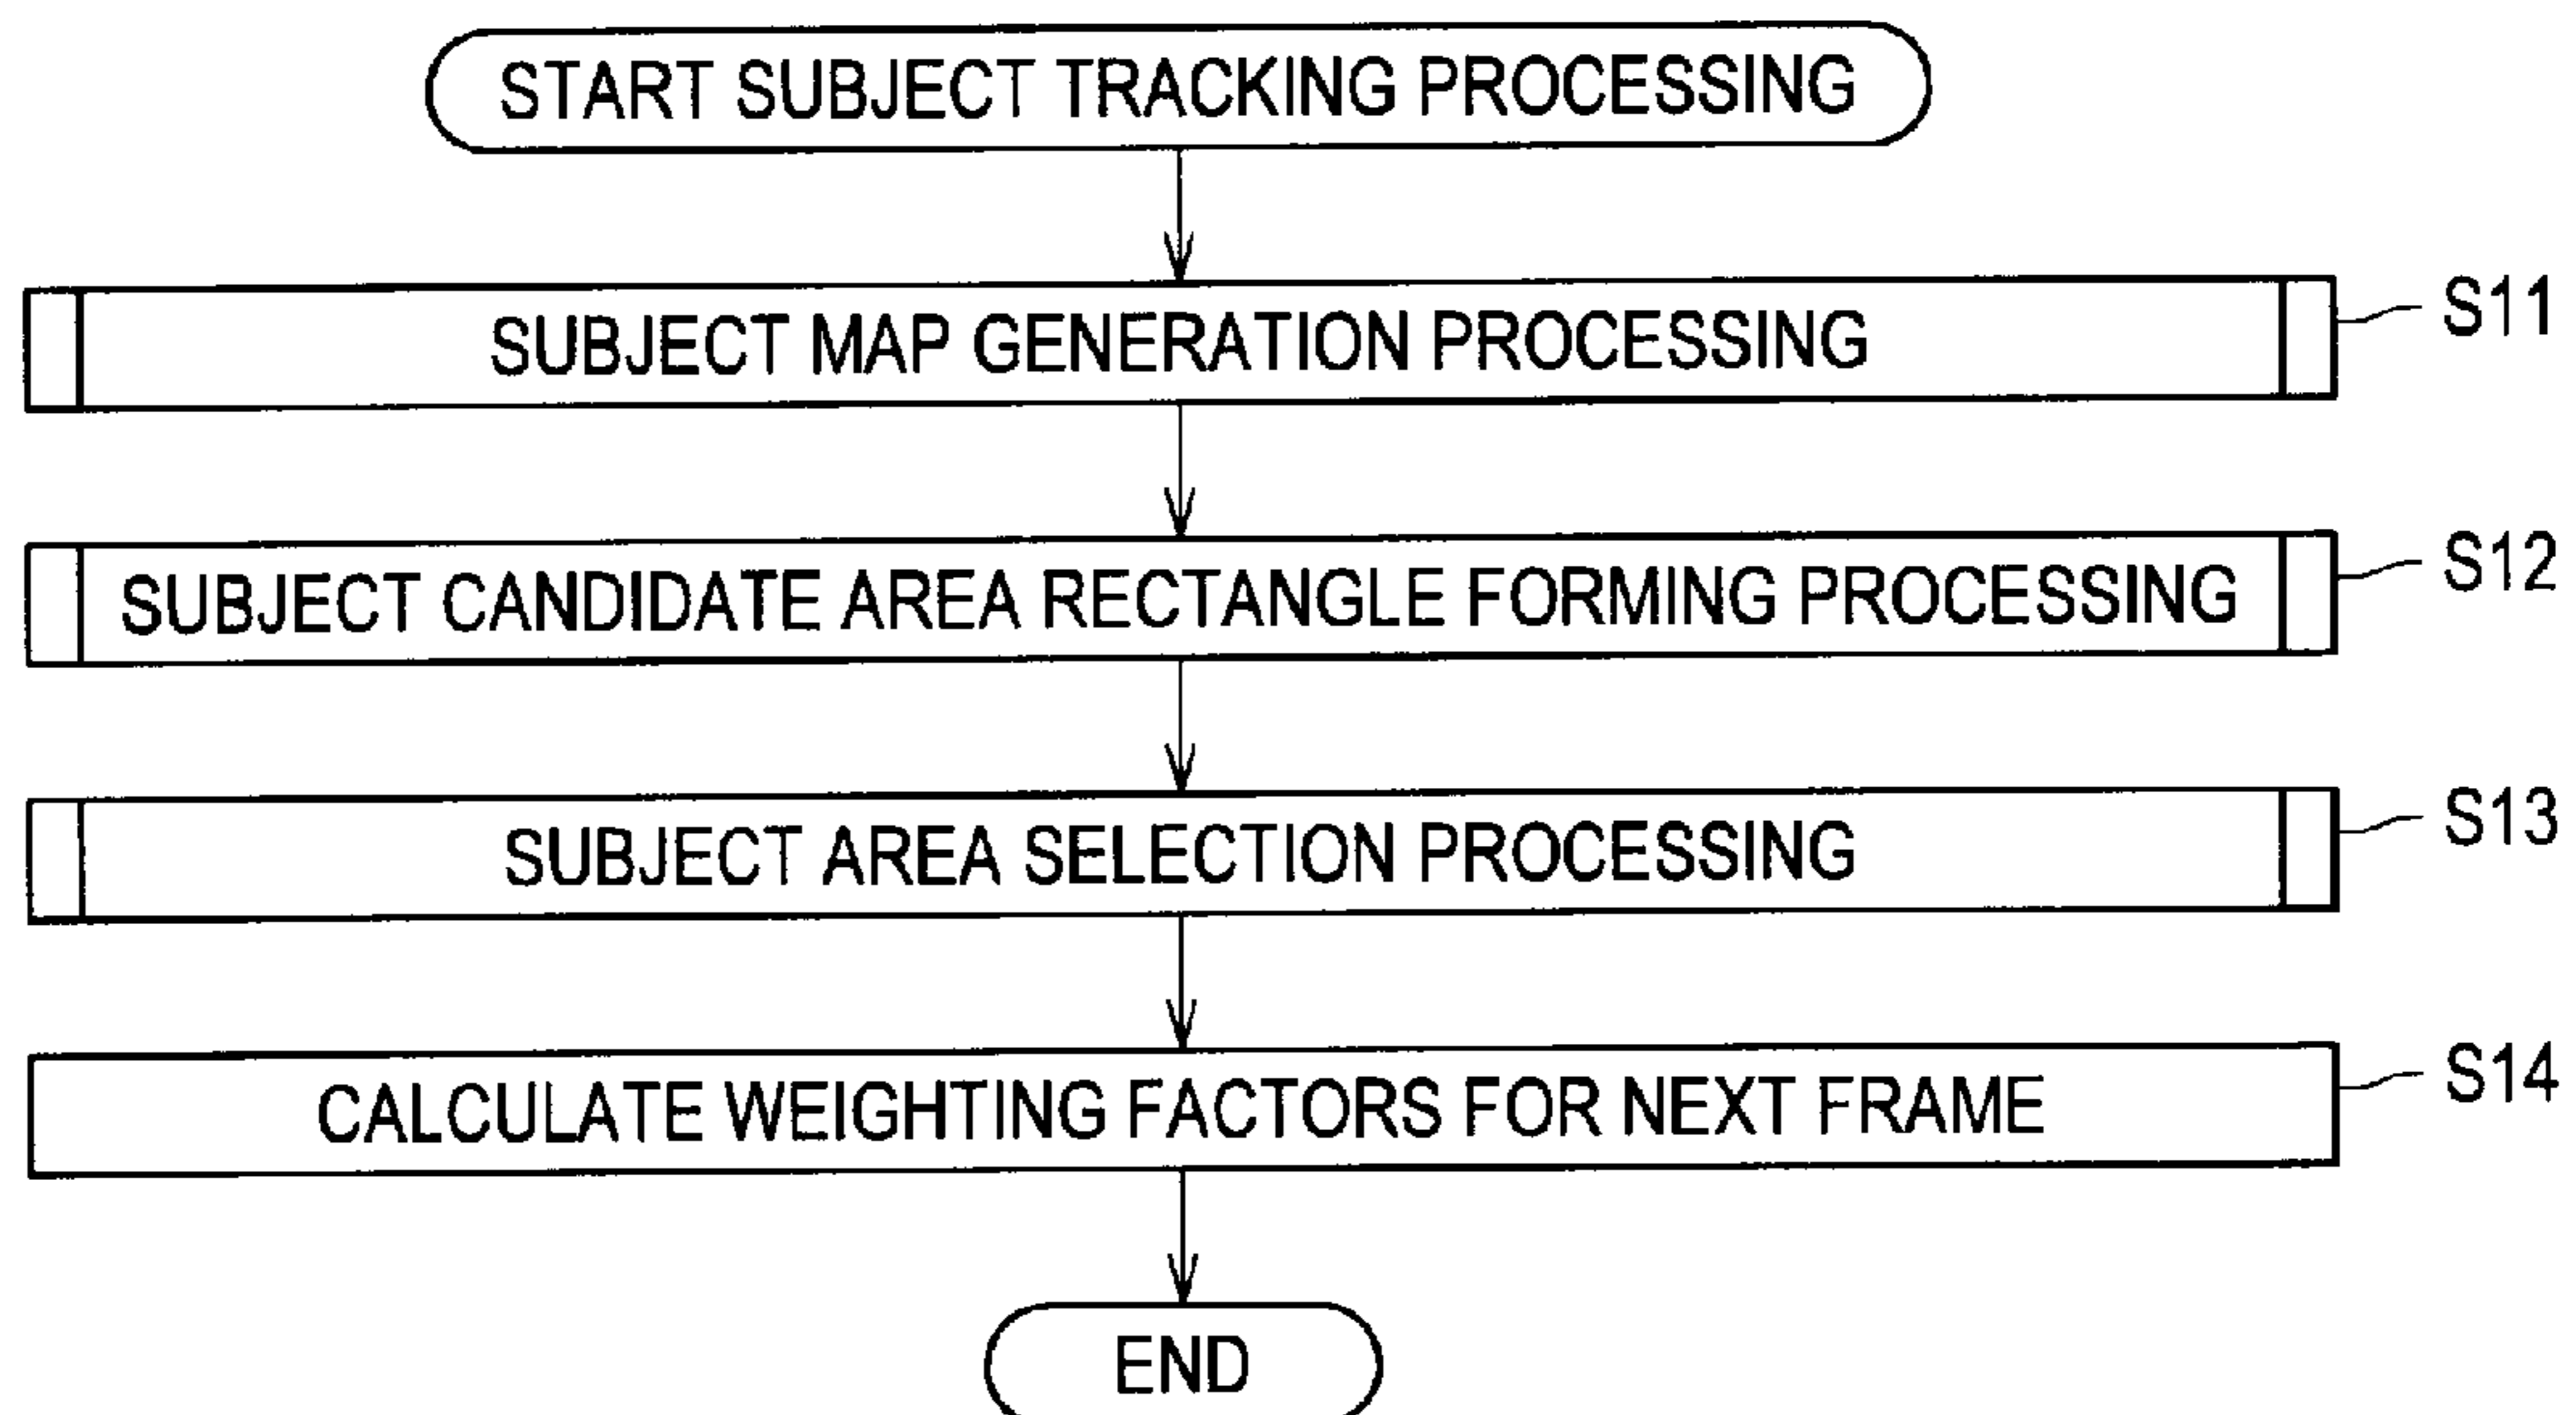 START SUBJECT TRACKING PROCESSING
SUBJECT MAP GENERATION PROCESSING
S11
SUBJECT CANDIDATE AREA RECTANGLE FORMING PROCESSING
S12
SUBJECT AREA SELECTION PROCESSING
S13
CALCULATE WEIGHTING FACTORS FOR NEXT FRAME
S14
END